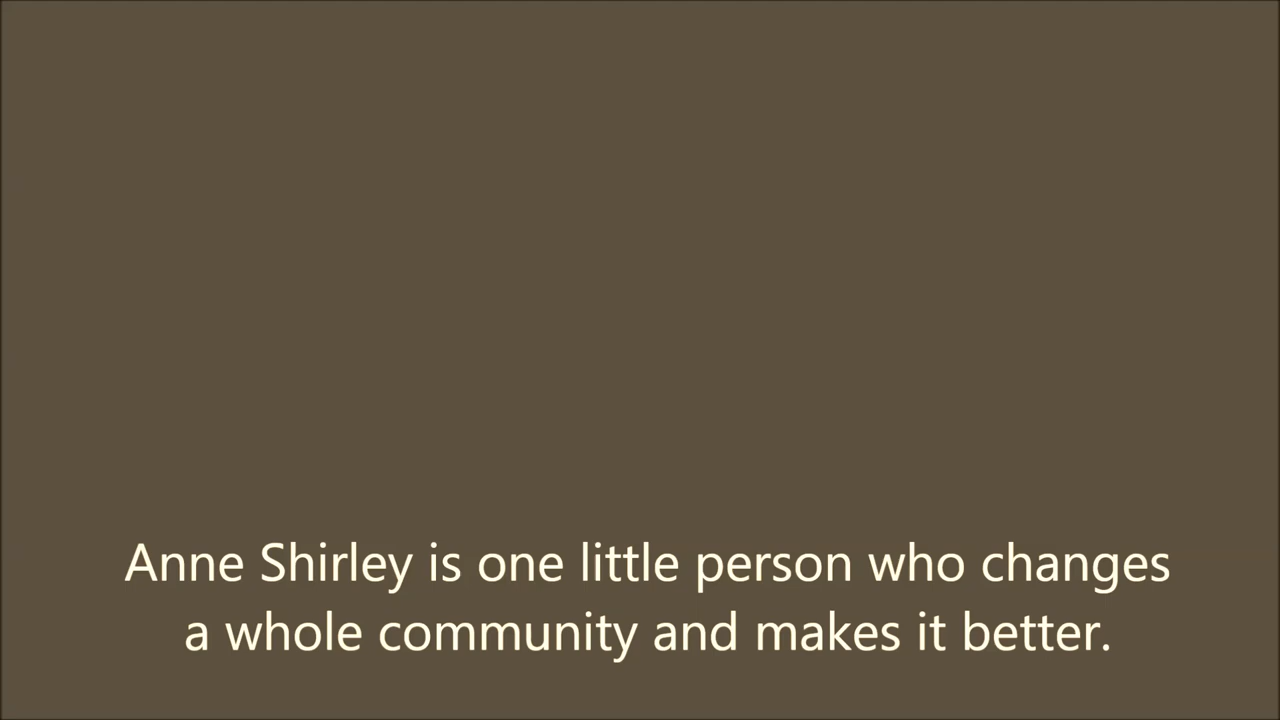 Anne Shirley is one little person who changes
a whole community and makes it better.